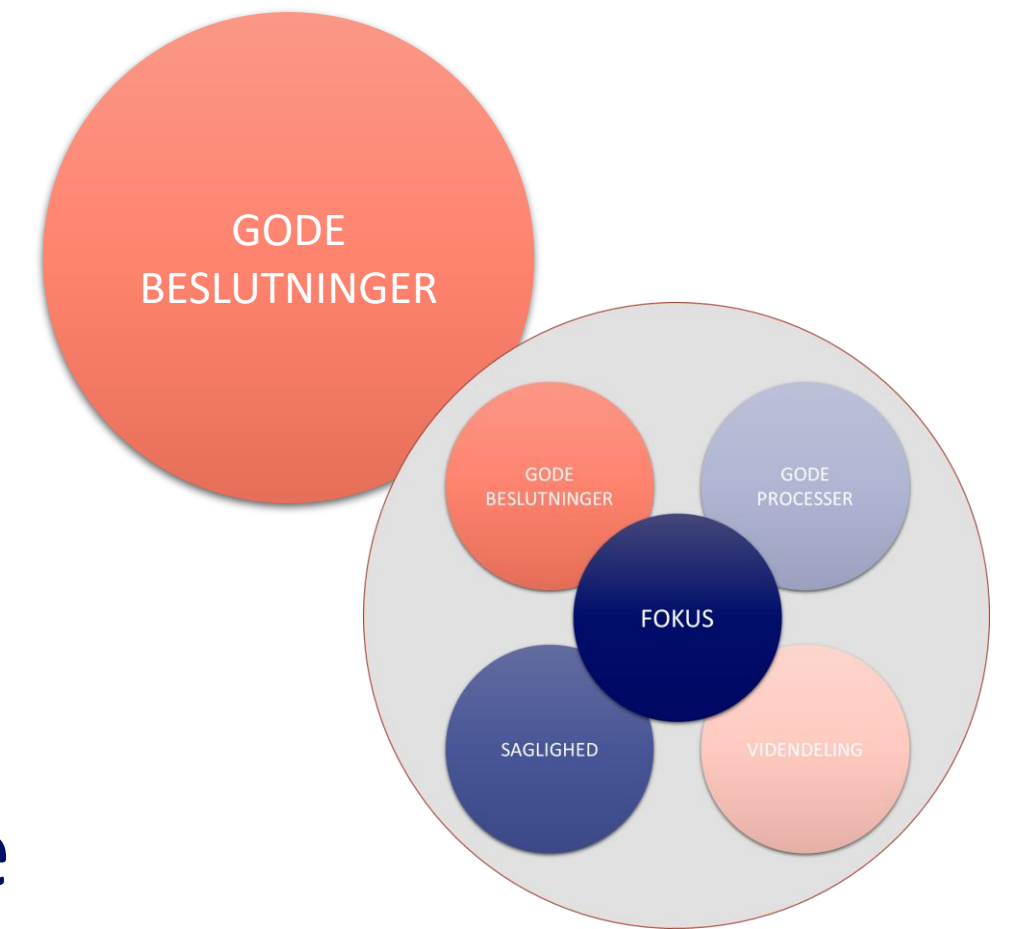 GODE
BESLUTNINGER
GODE
BESLUTNINGER
GODE
PROCESSER
FOKUS
SAGLIGHED
VIDENDELING
e